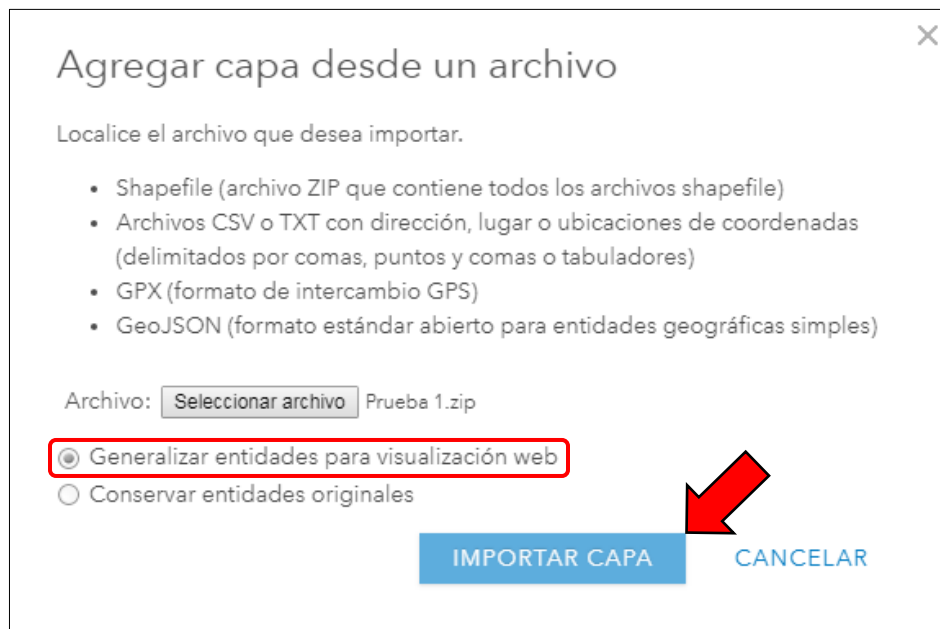 Agregar capa desde un archivo
Localice el archivo que desea importar.
• Shapefile (archivo ZIP que contiene todos los archivos shapefile)
• Archivos CSV o TXT con dirección, lugar o ubicaciones de coordenadas
(delimitados por comas, puntos y comas o tabuladores)
• GPX (formato de intercambio GPS)
• GeoJSON (formato estándar abierto para entidades geográficas simples)
Archivo: Seleccionar archivo Prueba 1.zip
Generalizar entidades para visualización web
Conservar entidades originales
IMPORTAR CAPA CANCELAR